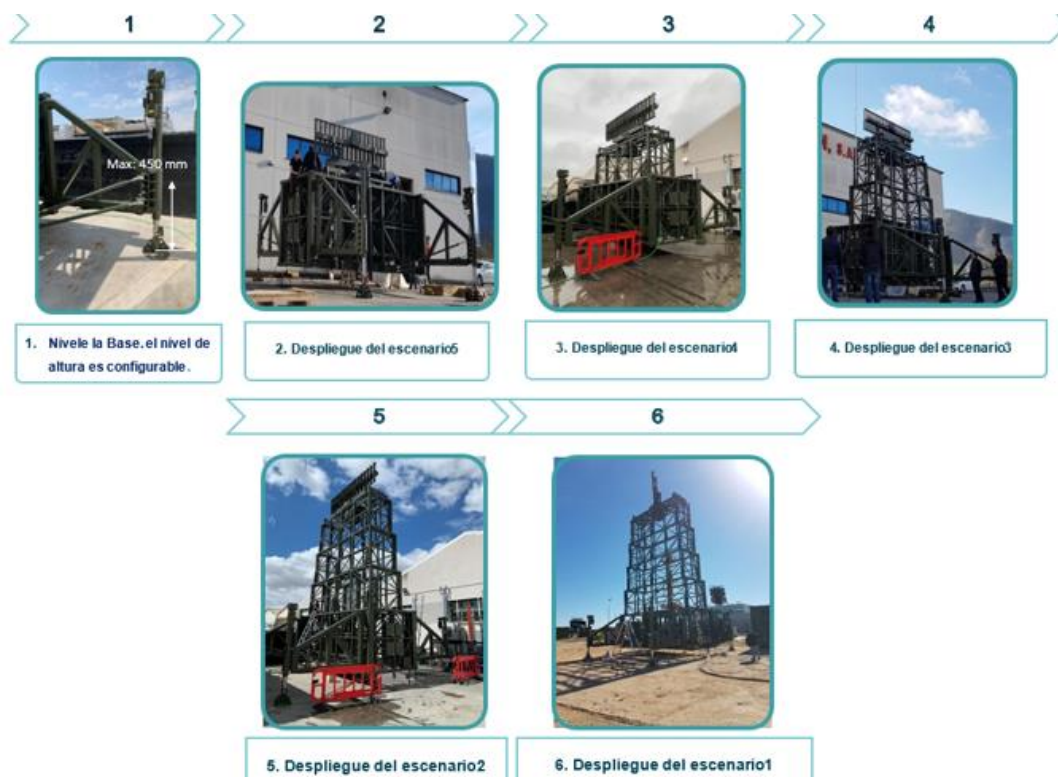 1
2
3
4
Max: 450 mm
1. Nivele la Base.el nivel de
altura es configurable.
2. Despliegue del escenario5
3. Despliegue del escenario4
4. Despliegue del escenario3
5
6
5. Despliegue del escenario2
6. Despliegue del escenario1